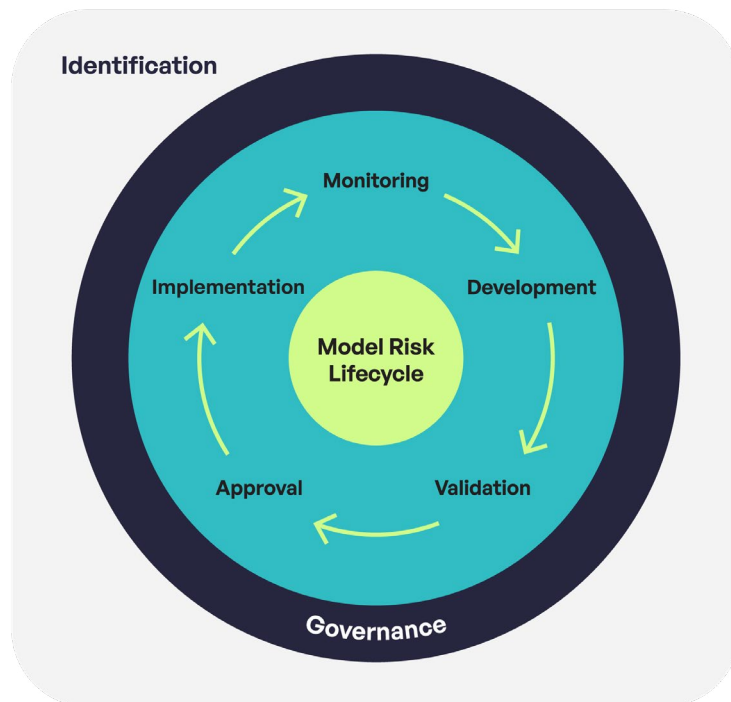 Identification
Monitoring
Implementation
Development
Model Risk
Lifecycle
Approval
Validation
Governance